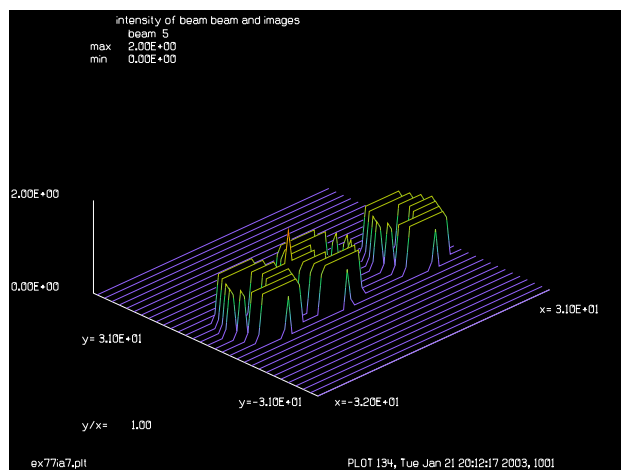 intensity of beam beam and images
beam 5
max 2.00E+00
min 0.00E+00
2.00E+00
0.00E+00
x= 3.10E+01
y= 3.10E+01
y=-3.10E+01 x=-3.20E+01
y/x= 1.00
ex77ia7.plt PLOT 134, Tue Jan 21 20:12:17 2003, 1001